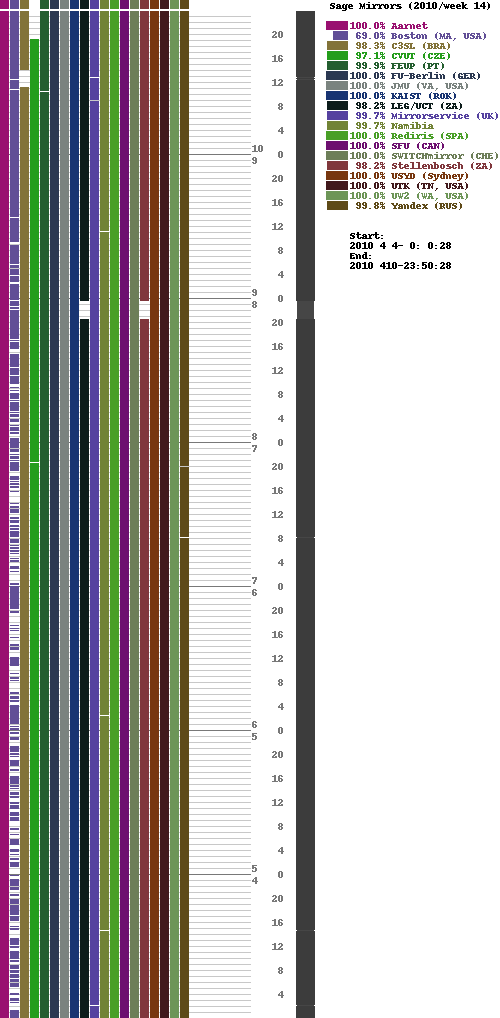 Sage Mirrors (2010/week 14)
100.0% Aarnet
69.0% Boston (MA, USA)
98.3% C3SL (BRA)
97.1% CVUT (CZE)
99.9% FEUP (PT)
100.0% FU-Berlin (GER)
100.0% JMU (VA, USA)
100.0% KAIST (ROK)
98.2% LEG/UCT (ZA)
99.7% Mirrorservice (UK)
99.7% Namibia
100.0% Rediris (SPA)
100.0% SFU (CAN)
100.0% SWITCHmirror (CHE)
98.2% Stellenbosch (ZA)
100.0% USYD (Sydney)
100.0% UTK (TN, USA)
100.0% UW2 (WA, USA)
99.8% Yandex (RUS)
Start:
2010 4 4- 0: 0:28
End:
2010 410-23:50:28
20
16
12
8
4
10
0
9
20
16
12
8
4
9
0
8
20
16
12
8
4
8
0
7
20
16
12
8
4
7
0
6
20
16
12
8
4
6
0
5
20
16
12
8
4
5
0
4
20
16
12
8
4